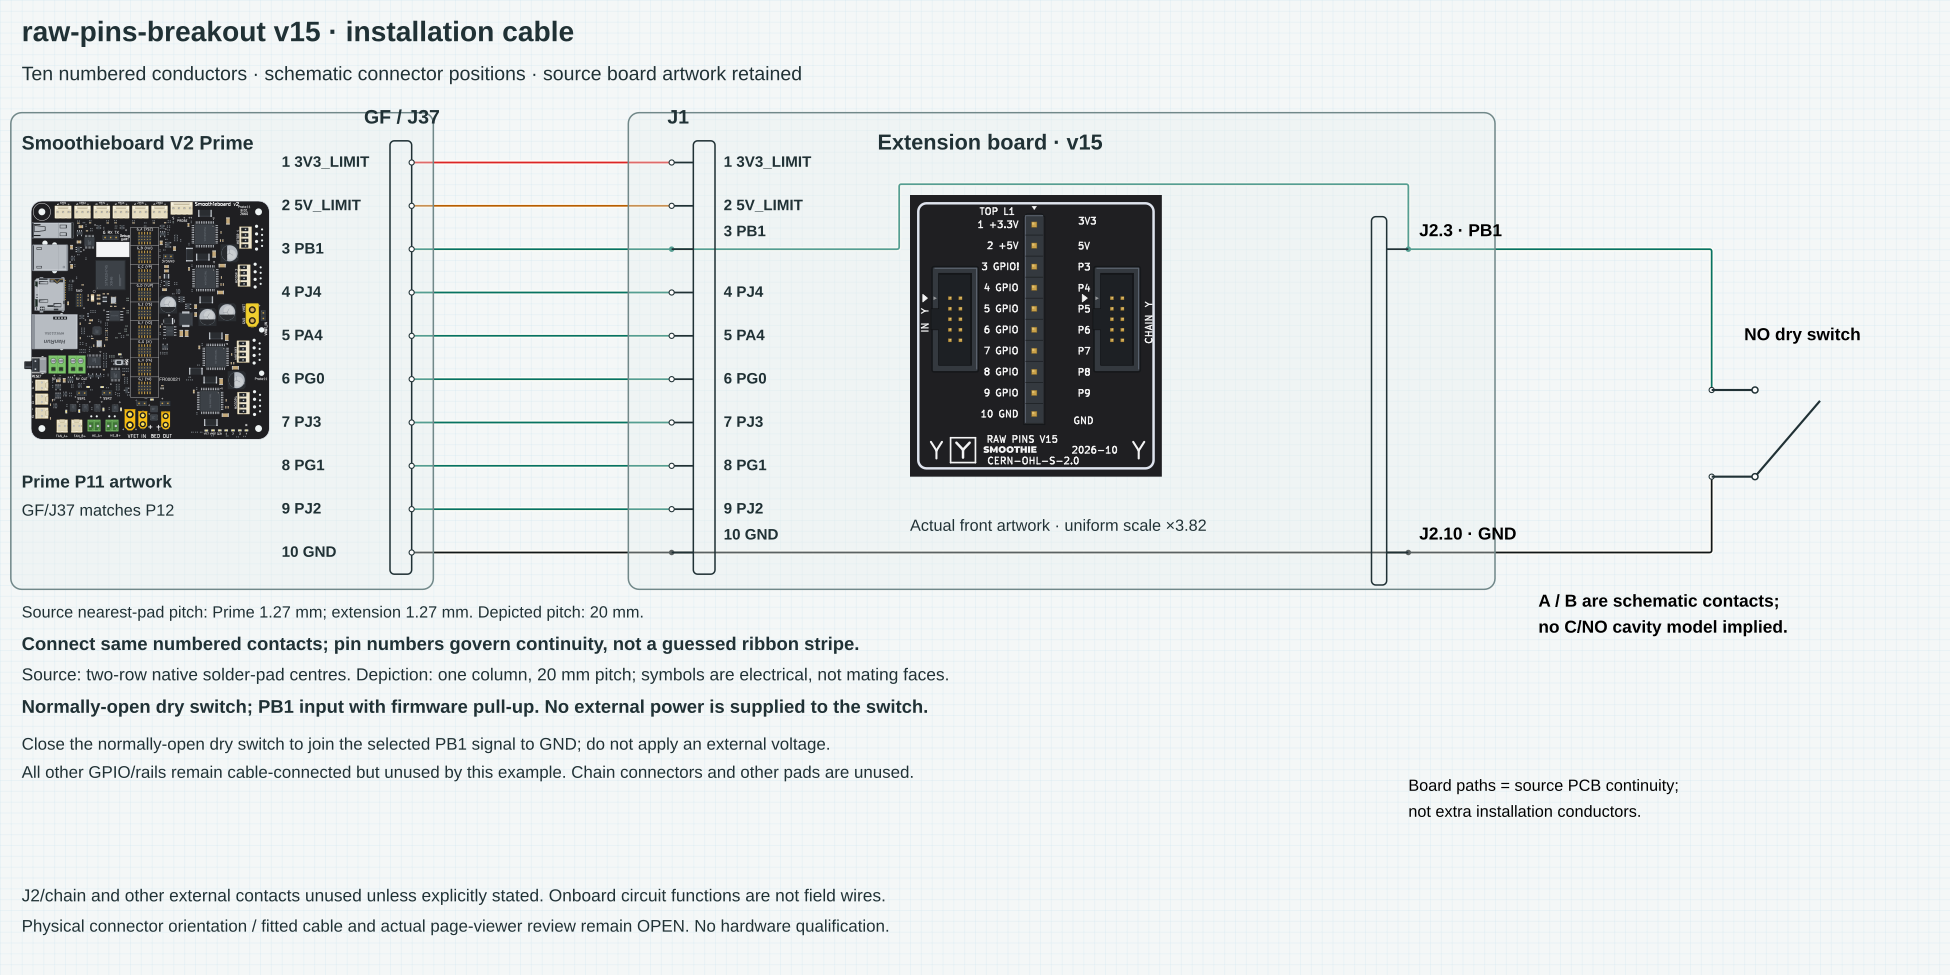 raw-pins-breakout v15 · installation cable
Ten numbered conductors · schematic connector positions · source board artwork retained
GF / J37
J1
Smoothieboard V2 Prime
Extension board · v15
1 3V3_LIMIT
2 5V_LIMIT
3 PB1
4 PJ4
5 PA4
6 PG0
7 PJ3
8 PG1
9 PJ2
10 GND
1 3V3_LIMIT
2 5V_LIMIT
3 PB1
4 PJ4
5 PA4
6 PG0
7 PJ3
8 PG1
9 PJ2
10 GND
Smoothieboard v2
Prime P11 artwork
GF/J37 matches P12
TOP L1
1 +3.3V
2 +5V
3 GPIO!
4 GPIO
5 GPIO
6 GPIO
7 GPIO
8 GPIO
9 GPIO
10 GND
3V3
5V
P3
P4
P5
P6
P7
P8
P9
GND
IN Y
CHAIN Y
RAW PINS V15
SMOOTHIE
2026-10
CERN-OHL-S-2.0
Actual front artwork · uniform scale ×3.82
J2.3 · PB1
NO dry switch
J2.10 · GND
A / B are schematic contacts;
no C/NO cavity model implied.
Source nearest-pad pitch: Prime 1.27 mm; extension 1.27 mm. Depicted pitch: 20 mm.
Connect same numbered contacts; pin numbers govern continuity, not a guessed ribbon stripe.
Source: two-row native solder-pad centres. Depiction: one column, 20 mm pitch; symbols are electrical, not mating faces.
Normally-open dry switch; PB1 input with firmware pull-up. No external power is supplied to the switch.
Close the normally-open dry switch to join the selected PB1 signal to GND; do not apply an external voltage.
All other GPIO/rails remain cable-connected but unused by this example. Chain connectors and other pads are unused.
Board paths = source PCB continuity;
not extra installation conductors.
J2/chain and other external contacts unused unless explicitly stated. Onboard circuit functions are not field wires.
Physical connector orientation / fitted cable and actual page-viewer review remain OPEN. No hardware qualification.